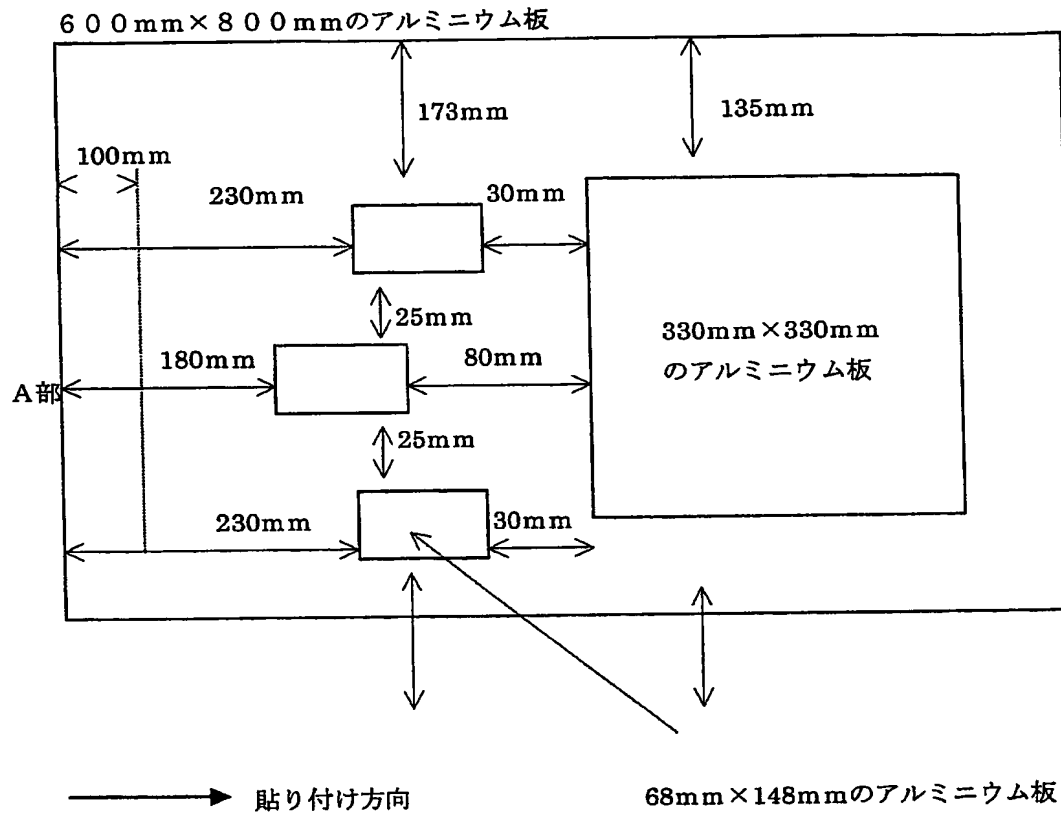 ６００mm×８００mmのアルミニウム板
173mm
135mm
100mm
230mm
30mm
25mm
330mm×330mm
のアルミニウム板
180mm
80mm
A部
25mm
230mm
30mm
貼り付け方向
68mm×148mmのアルミニウム板